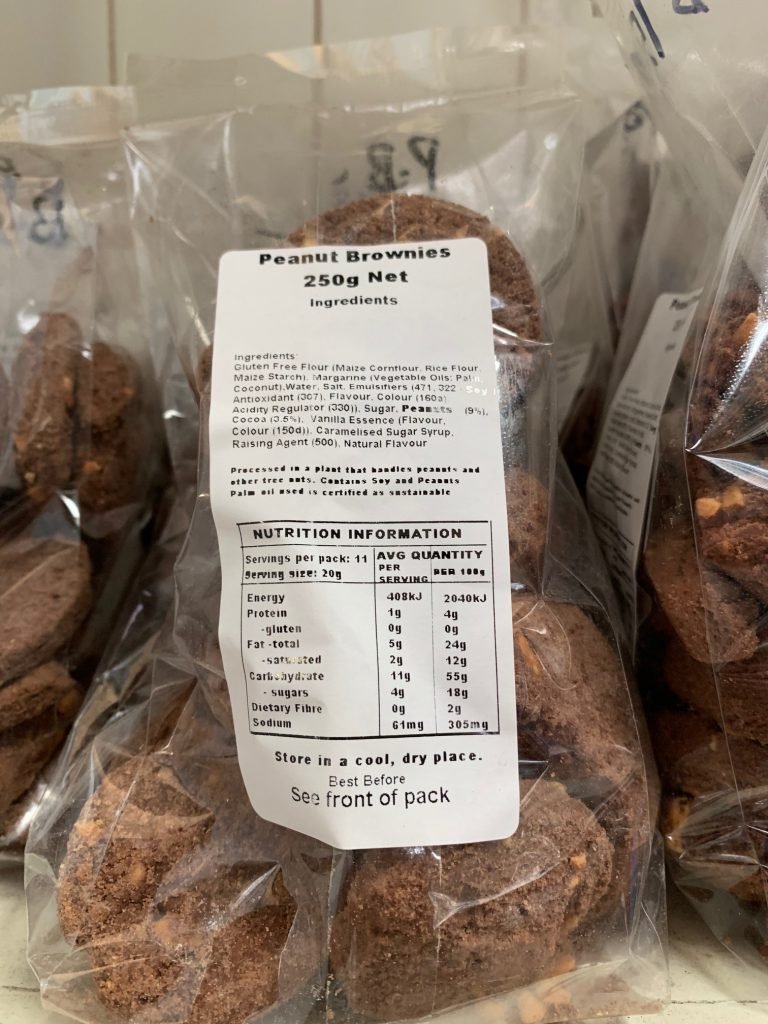 P.B
B
Peanut Brownies
250g Net
Ingredients
Ingredients:
Gluten Free Flour (Maize Cornflour, Rice Flour,
Maize Starch), Margarine (Vegetable Oils: Palm,
Coconut),Water, Salt, Emulsifiers (471, 322 Soy
Antioxidant (307), Flavour, Colour (160a)
Acidity Regulator (330)), Sugar, Peanuts (9%),
Cocoa (3.5%), Vanilla Essence (Flavour,
Colour (150d)), Caramelised Sugar Syrup,
Raising Agent (500), Natural Flavour
Processed in a plant that handles peanuts and
other tree nuts. Contains Soy and Peanuts
Palm oil used is certified as sustainable
NUTRITION INFORMATION
Servings per pack: 11 AVG QUANTITY
Serving size: 20g PER SERVING PER 100g
Energy 408kJ 2040kJ
Protein 1g 4g
-gluten 0g 0g
Fat -total 5g 24g
-saturated 2g 12g
Carbohydrate 11g 55g
- sugars 4g 18g
Dietary Fibre 0g 2g
Sodium 61mg 305mg
Store in a cool, dry place.
Best Before
See front of pack